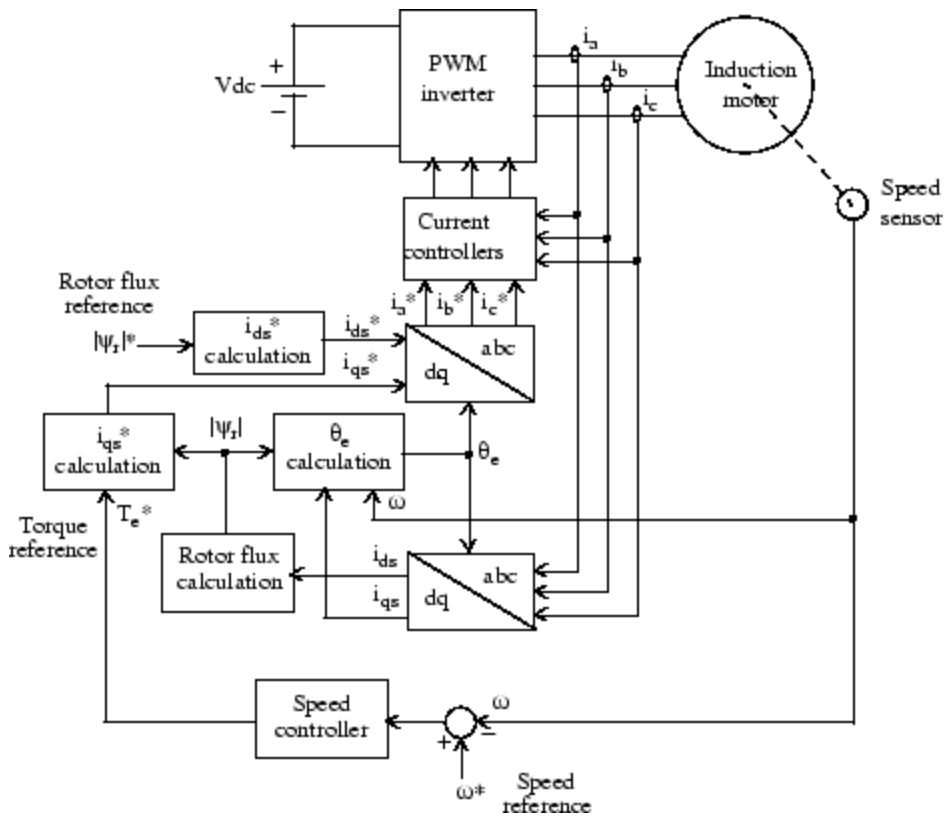 i_a
PWM
inverter
+
Vdc
−
i_b
Induction
motor
i_c
Speed
sensor
Current
controllers
Rotor flux
reference
i_a* i_b* i_c*
|ψ_r|*
i_ds*
calculation
i_ds*
abc
dq
i_qs*
i_qs*
calculation
|ψ_r|
θ_e
calculation
θ_e
ω
T_e*
Torque
reference
Rotor flux
calculation
i_ds
i_qs
abc
dq
Speed
controller
ω
+
−
ω*
Speed
reference